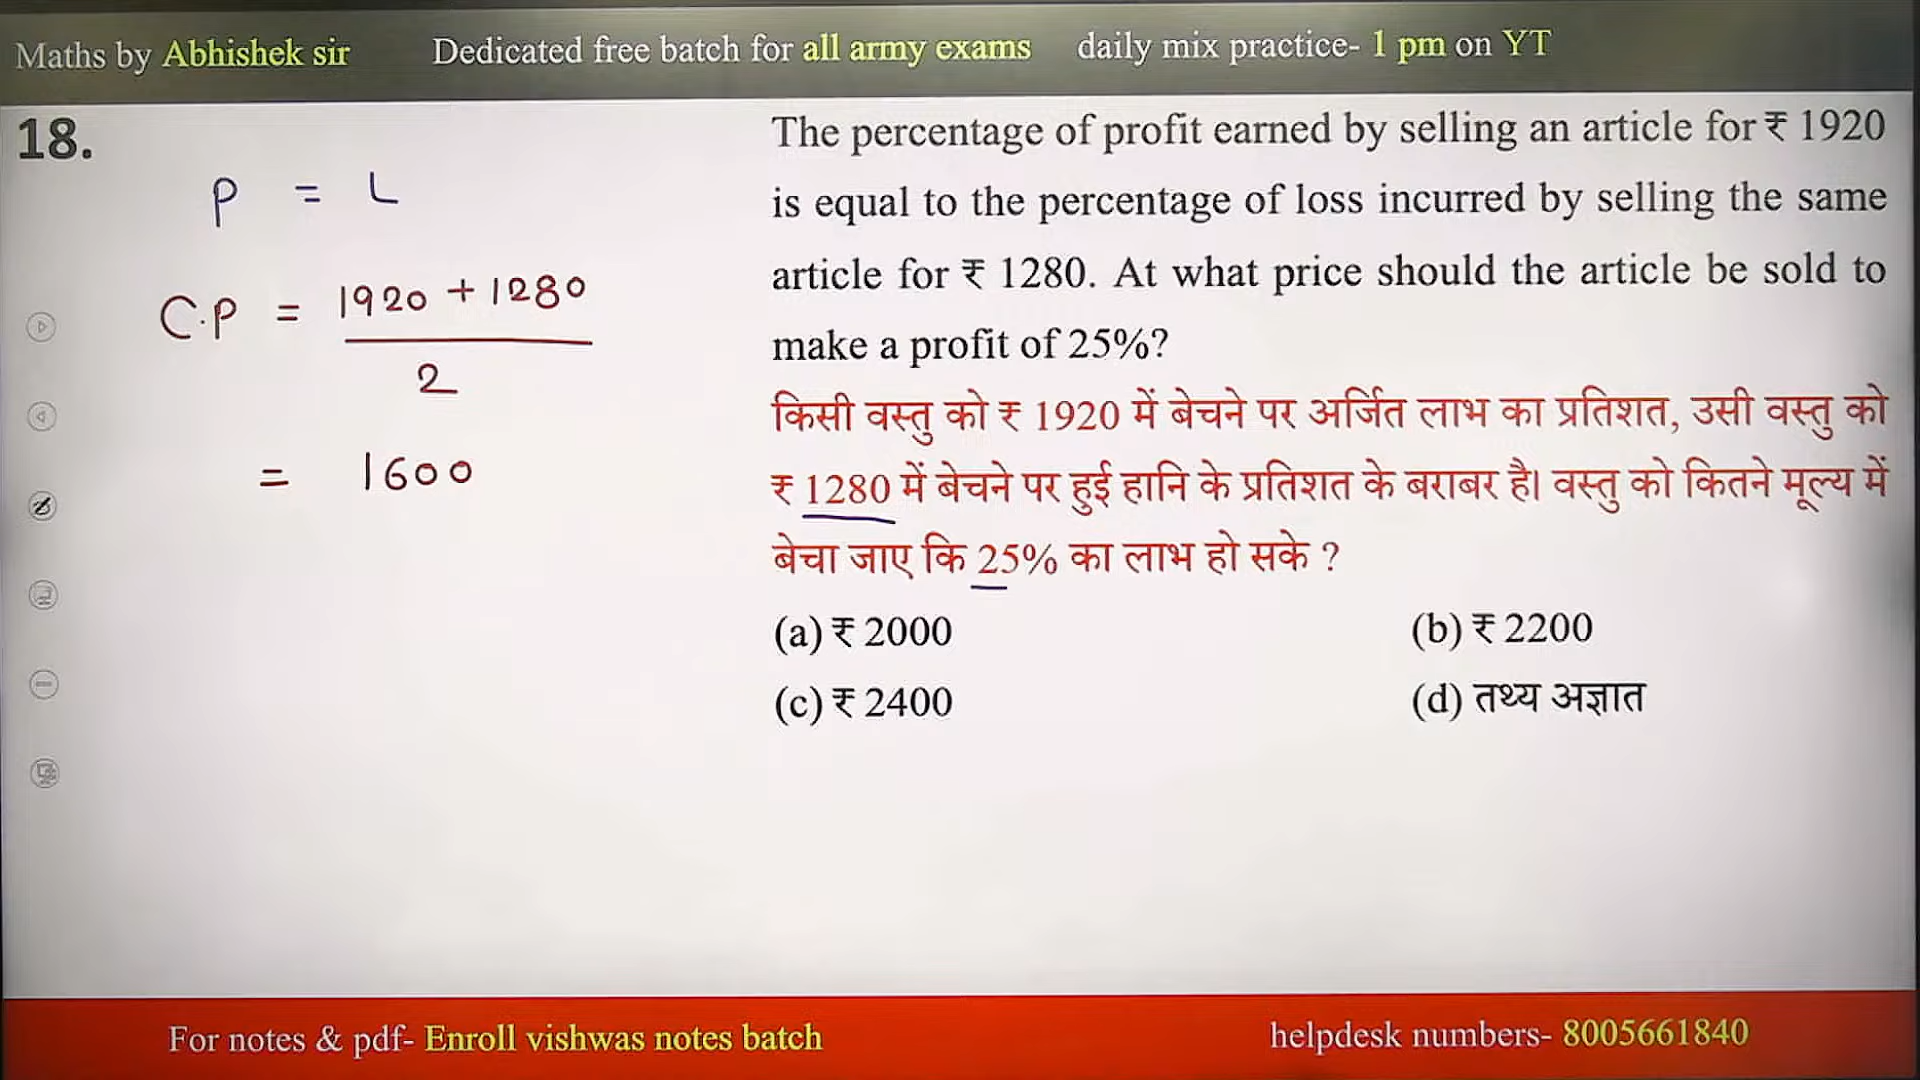 Maths by Abhishek sir Dedicated free batch for all army exams daily mix practice- 1 pm on YT
18.
P = L
C.P = 1920 + 1280
2
= 1600
The percentage of profit earned by selling an article for ₹ 1920
is equal to the percentage of loss incurred by selling the same
article for ₹ 1280. At what price should the article be sold to
make a profit of 25%?
किसी वस्तु को ₹ 1920 में बेचने पर अर्जित लाभ का प्रतिशत, उसी वस्तु को
₹ 1280 में बेचने पर हुई हानि के प्रतिशत के बराबर है। वस्तु को कितने मूल्य में
बेचा जाए कि 25% का लाभ हो सके ?
(a) ₹ 2000 (b) ₹ 2200
(c) ₹ 2400 (d) तथ्य अज्ञात
For notes & pdf- Enroll vishwas notes batch helpdesk numbers- 8005661840